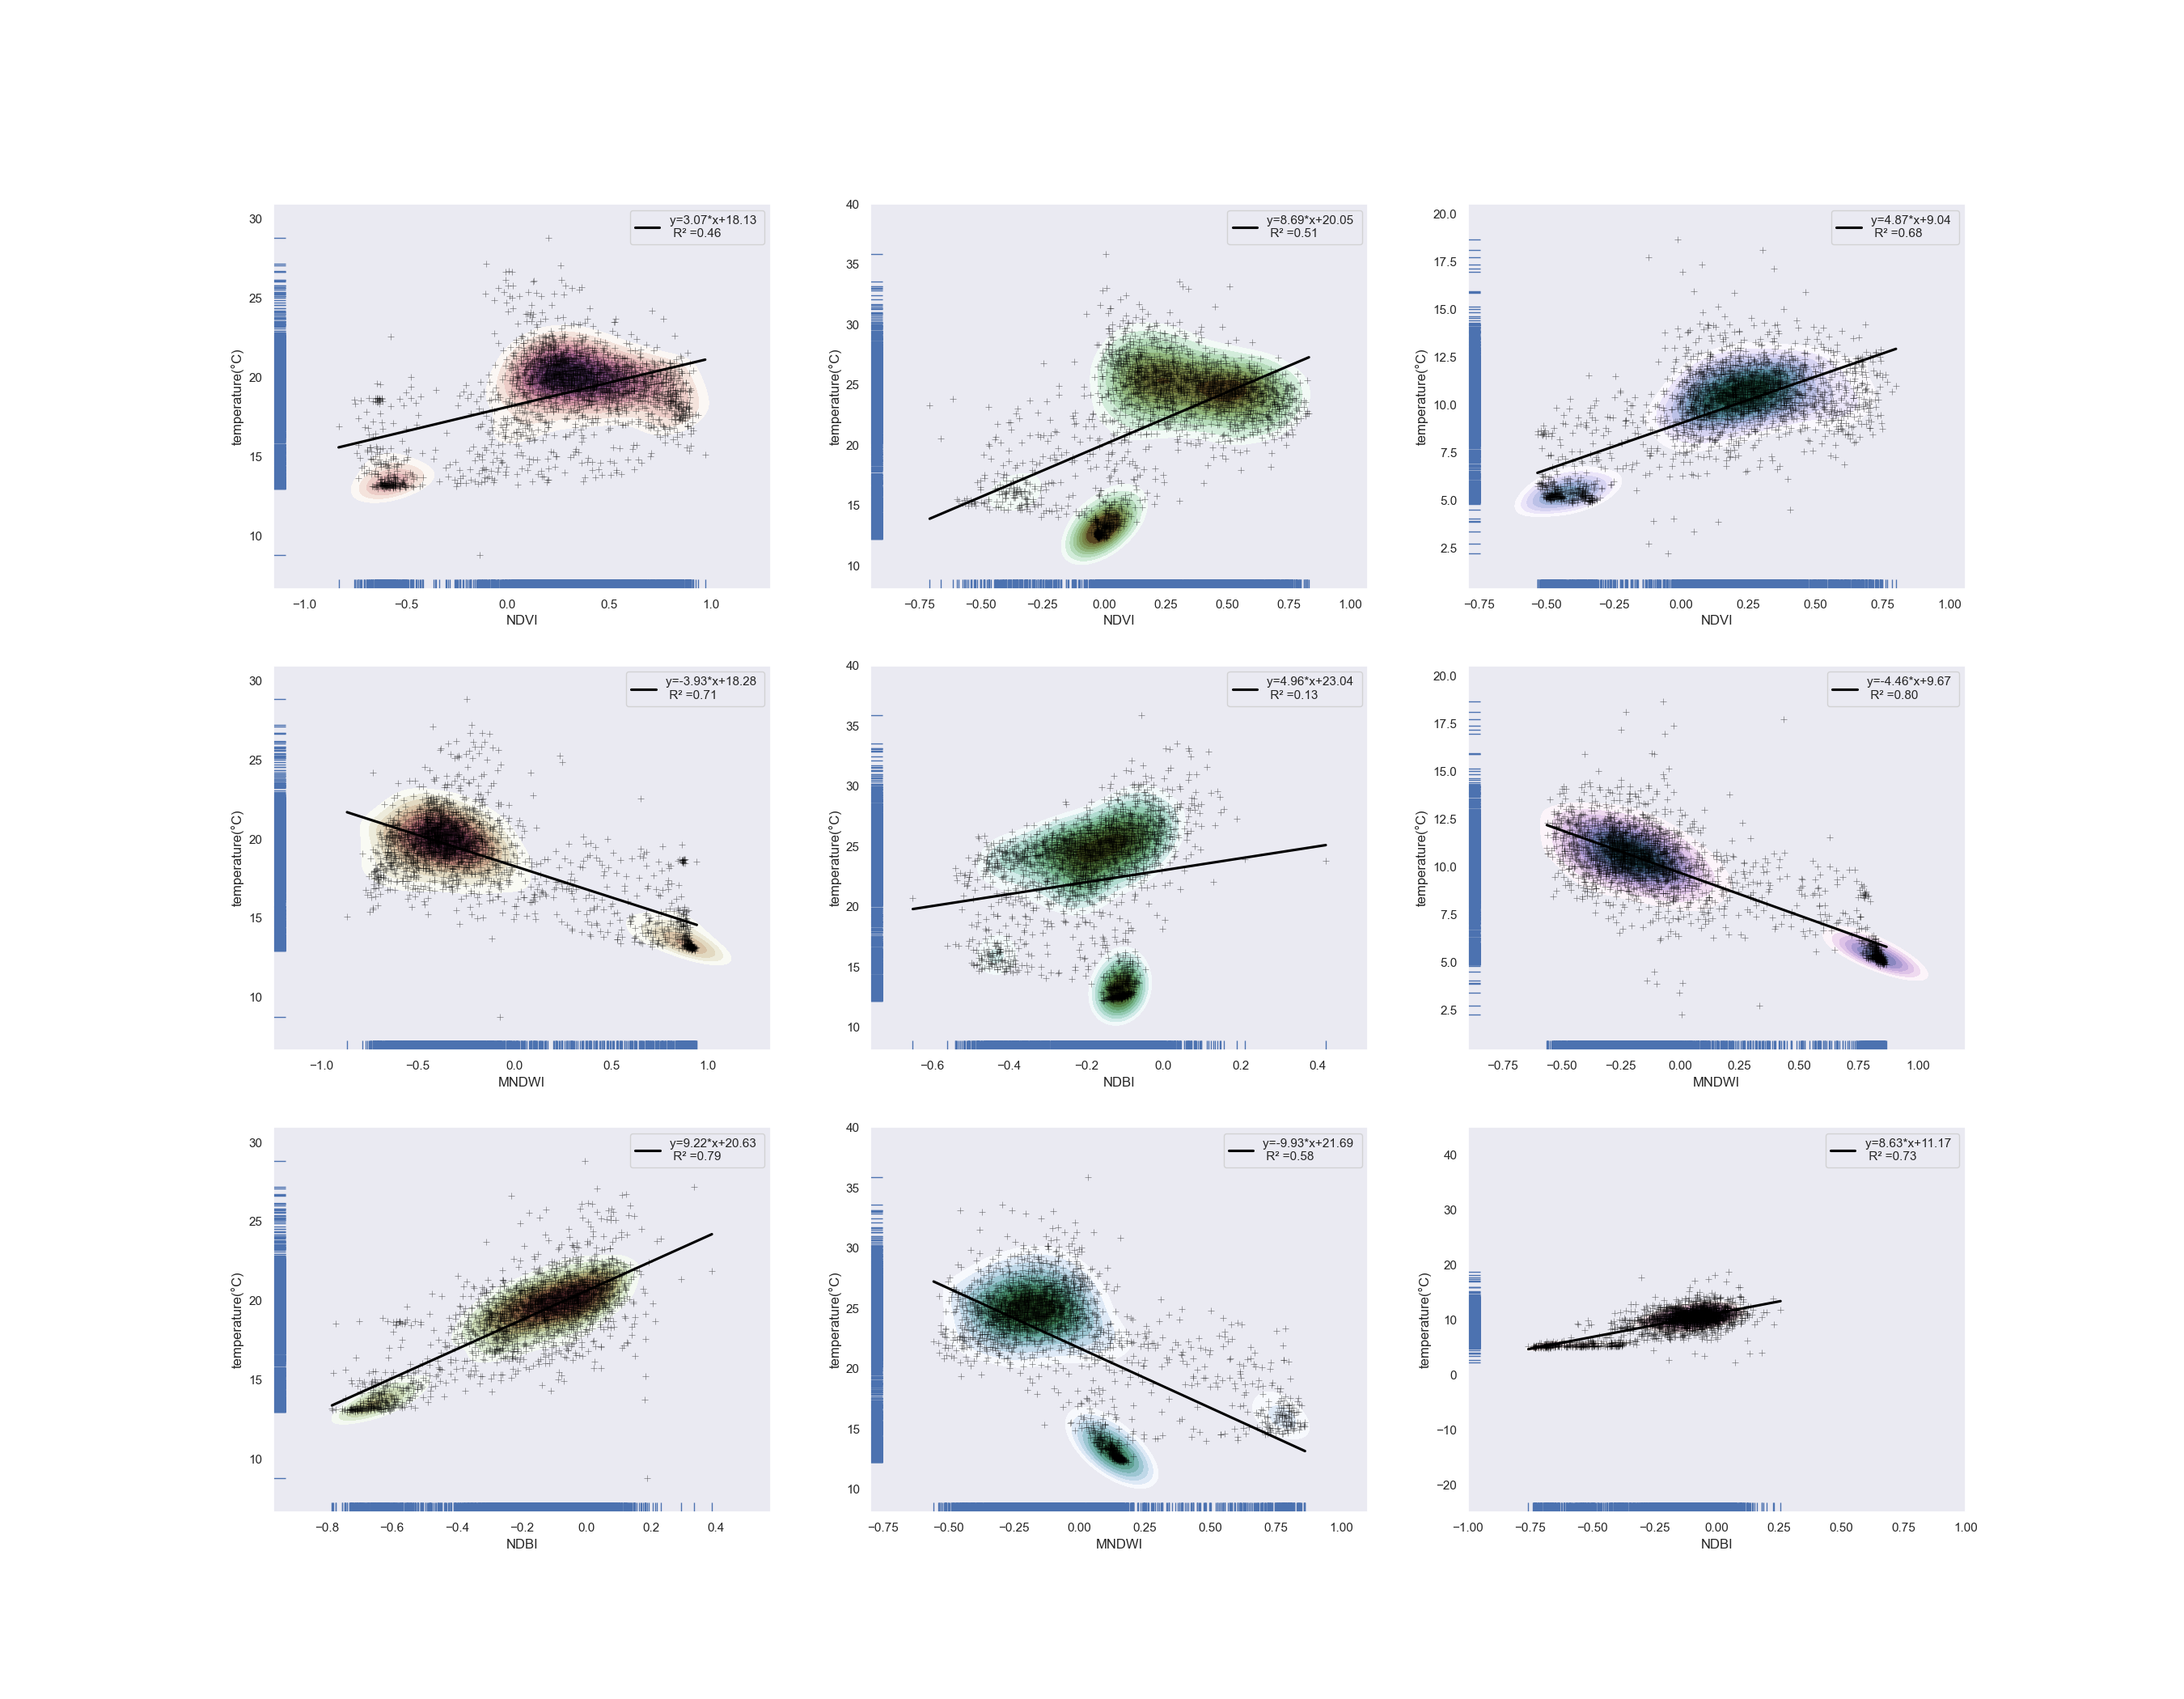 y=3.07*x+18.13
R² =0.46
30
25
20
15
10
temperature(°C)
−1.0 −0.5 0.0 0.5 1.0
NDVI
y=8.69*x+20.05
R² =0.51
40
35
30
25
20
15
10
temperature(°C)
−0.75 −0.50 −0.25 0.00 0.25 0.50 0.75 1.00
NDVI
y=4.87*x+9.04
R² =0.68
20.0
17.5
15.0
12.5
10.0
7.5
5.0
2.5
temperature(°C)
−0.75 −0.50 −0.25 0.00 0.25 0.50 0.75 1.00
NDVI
y=-3.93*x+18.28
R² =0.71
30
25
20
15
10
temperature(°C)
−1.0 −0.5 0.0 0.5 1.0
MNDWI
y=4.96*x+23.04
R² =0.13
40
35
30
25
20
15
10
temperature(°C)
−0.6 −0.4 −0.2 0.0 0.2 0.4
NDBI
y=-4.46*x+9.67
R² =0.80
20.0
17.5
15.0
12.5
10.0
7.5
5.0
2.5
temperature(°C)
−0.75 −0.50 −0.25 0.00 0.25 0.50 0.75 1.00
MNDWI
y=9.22*x+20.63
R² =0.79
30
25
20
15
10
temperature(°C)
−0.8 −0.6 −0.4 −0.2 0.0 0.2 0.4
NDBI
y=-9.93*x+21.69
R² =0.58
40
35
30
25
20
15
10
temperature(°C)
−0.75 −0.50 −0.25 0.00 0.25 0.50 0.75 1.00
MNDWI
y=8.63*x+11.17
R² =0.73
40
30
20
10
0
−10
−20
temperature(°C)
−1.00 −0.75 −0.50 −0.25 0.00 0.25 0.50 0.75 1.00
NDBI